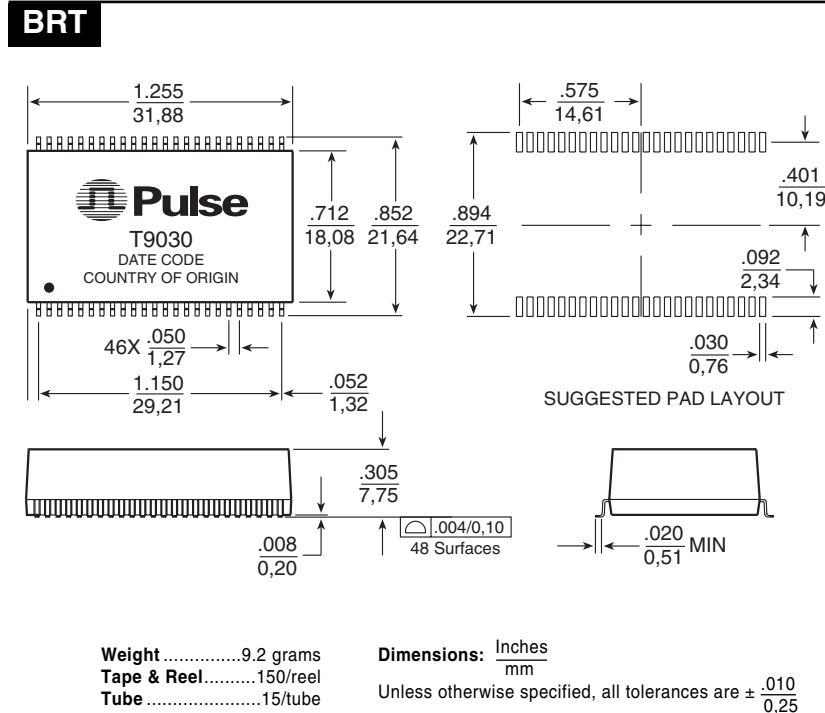 BRT
1.255
31,88
.575
14,61
Pulse
T9030
DATE CODE
COUNTRY OF ORIGIN
.712
18,08
.852
21,64
.894
22,71
.401
10,19
.092
2,34
46X .050
1,27
.030
0,76
1.150
29,21
.052
1,32
SUGGESTED PAD LAYOUT
.305
7,75
.004/0,10
48 Surfaces
.008
0,20
.020
0,51
MIN
Weight ...............9.2 grams
Tape & Reel..........150/reel
Tube ......................15/tube
Dimensions: Inches
mm
Unless otherwise specified, all tolerances are ± .010
0,25